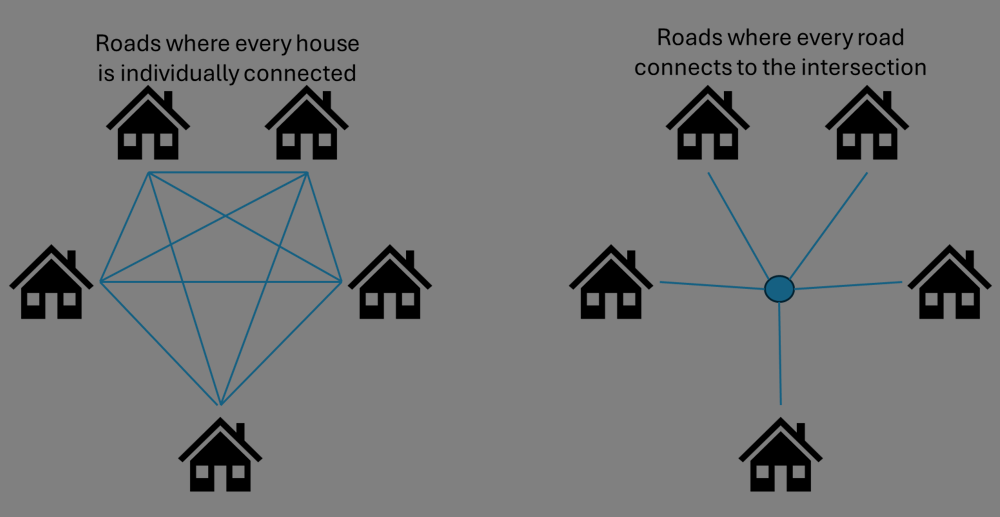 Roads where every house
is individually connected
Roads where every road
connects to the intersection